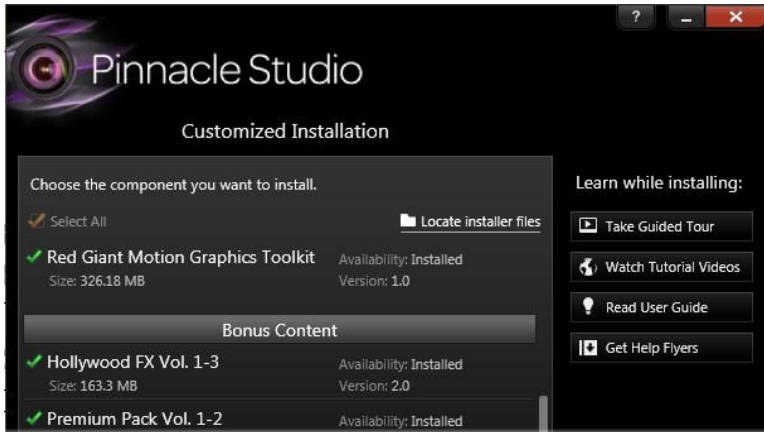 ?
Pinnacle Studio
Customized Installation
Choose the component you want to install.
Select All
Locate installer files
Red Giant Motion Graphics Toolkit
Availability: Installed
Size: 326.18 MB
Version: 1.0
Bonus Content
Hollywood FX Vol. 1-3
Availability: Installed
Size: 163.3 MB
Version: 2.0
Premium Pack Vol. 1-2
Availability: Installed
Learn while installing:
Take Guided Tour
Watch Tutorial Videos
Read User Guide
Get Help Flyers